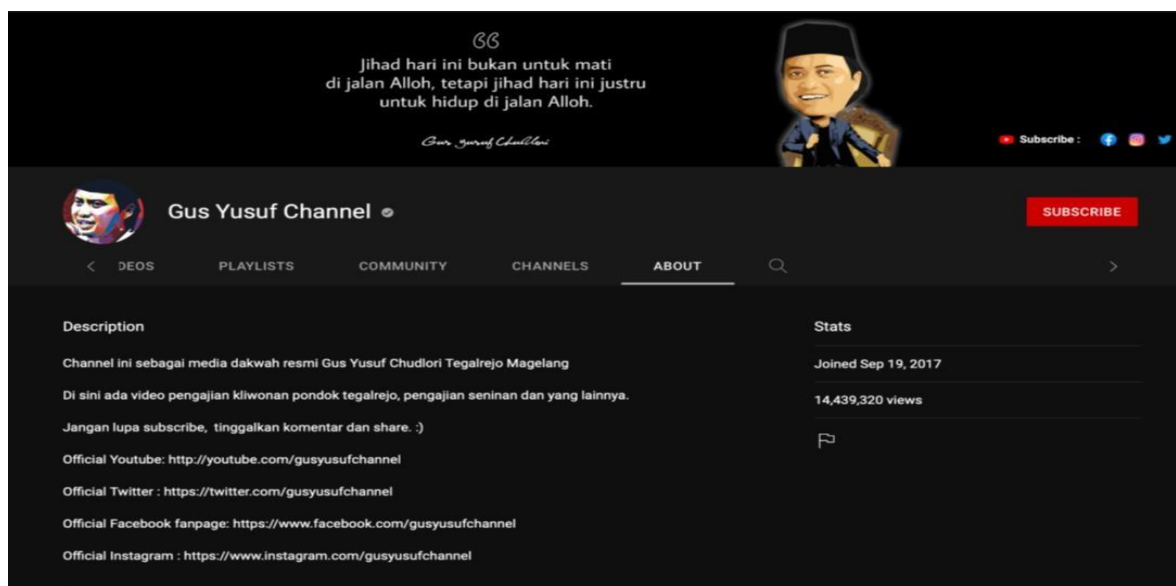 Jihad hari ini bukan untuk mati
di jalan Alloh, tetapi jihad hari ini justru
untuk hidup di jalan Alloh.
Gus Yusuf Chudlori
Subscribe :
Gus Yusuf Channel
SUBSCRIBE
DEOS PLAYLISTS COMMUNITY CHANNELS ABOUT
Description
Channel ini sebagai media dakwah resmi Gus Yusuf Chudlori Tegalrejo Magelang
Di sini ada video pengajian kliwonan pondok tegalrejo, pengajian seninan dan yang lainnya.
Jangan lupa subscribe, tinggalkan komentar dan share. :)
Official Youtube: http://youtube.com/gusyusufchannel
Official Twitter : https://twitter.com/gusyusufchannel
Official Facebook fanpage: https://www.facebook.com/gusyusufchannel
Official Instagram : https://www.instagram.com/gusyusufchannel
Stats
Joined Sep 19, 2017
14,439,320 views